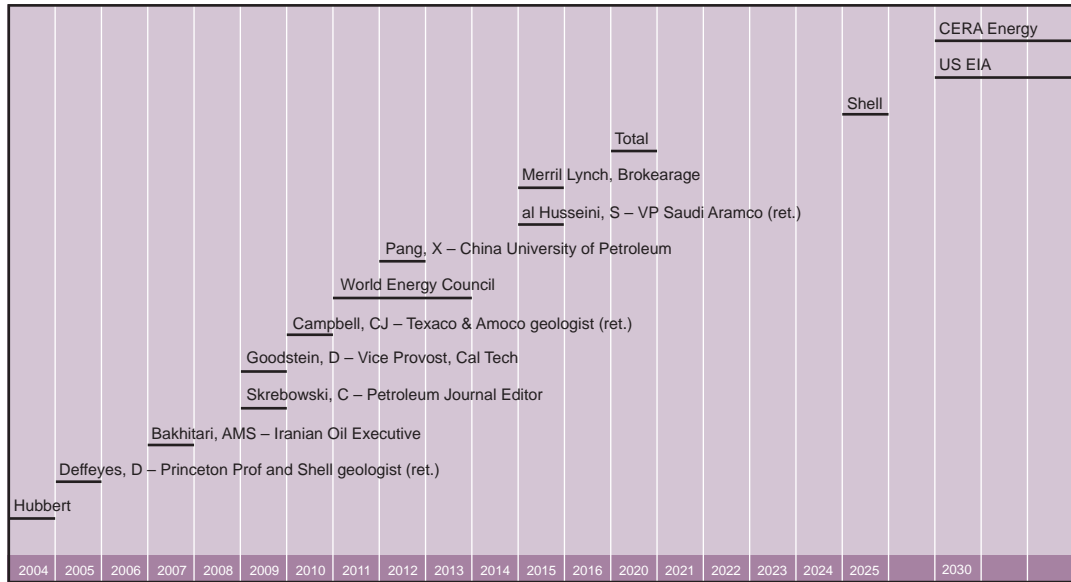 CERA Energy
US EIA
Shell
Total
Merril Lynch, Brokearage
al Husseini, S – VP Saudi Aramco (ret.)
Pang, X – China University of Petroleum
World Energy Council
Campbell, CJ – Texaco & Amoco geologist (ret.)
Goodstein, D – Vice Provost, Cal Tech
Skrebowski, C – Petroleum Journal Editor
Bakhitari, AMS – Iranian Oil Executive
Deffeyes, D – Princeton Prof and Shell geologist (ret.)
Hubbert
2004 2005 2006 2007 2008 2009 2010 2011 2012 2013 2014 2015 2016 2020 2021 2022 2023 2024 2025 2030